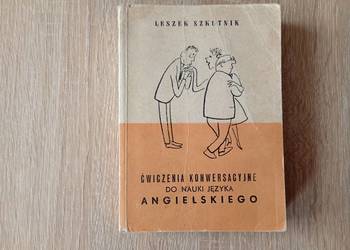 LESZEK SZKUTNIK
ĆWICZENIA KONWERSACYJNE
DO NAUKI JĘZYKA
ANGIELSKIEGO